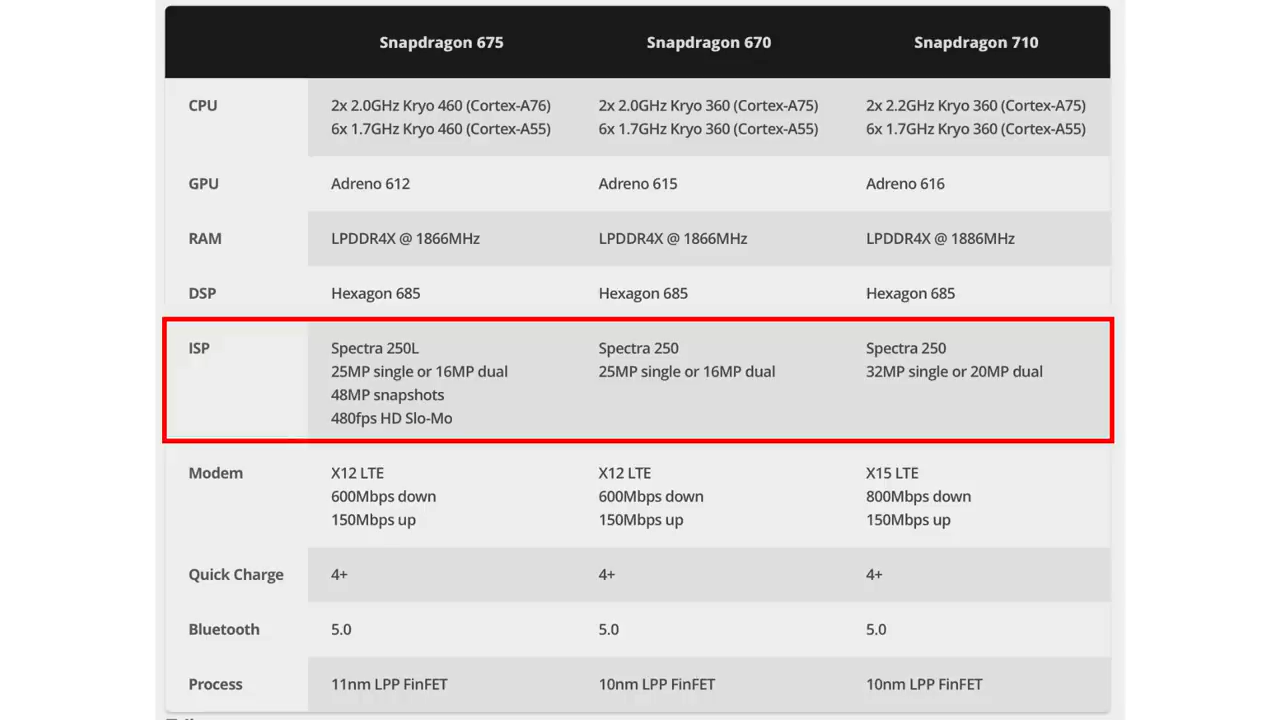 Snapdragon 675 Snapdragon 670 Snapdragon 710
CPU 2x 2.0GHz Kryo 460 (Cortex-A76) 2x 2.0GHz Kryo 360 (Cortex-A75) 2x 2.2GHz Kryo 360 (Cortex-A75)
6x 1.7GHz Kryo 460 (Cortex-A55) 6x 1.7GHz Kryo 360 (Cortex-A55) 6x 1.7GHz Kryo 360 (Cortex-A55)
GPU Adreno 612 Adreno 615 Adreno 616
RAM LPDDR4X @ 1866MHz LPDDR4X @ 1866MHz LPDDR4X @ 1886MHz
DSP Hexagon 685 Hexagon 685 Hexagon 685
ISP Spectra 250L Spectra 250 Spectra 250
25MP single or 16MP dual 25MP single or 16MP dual 32MP single or 20MP dual
48MP snapshots
480fps HD Slo-Mo
Modem X12 LTE X12 LTE X15 LTE
600Mbps down 600Mbps down 800Mbps down
150Mbps up 150Mbps up 150Mbps up
Quick Charge 4+ 4+ 4+
Bluetooth 5.0 5.0 5.0
Process 11nm LPP FinFET 10nm LPP FinFET 10nm LPP FinFET